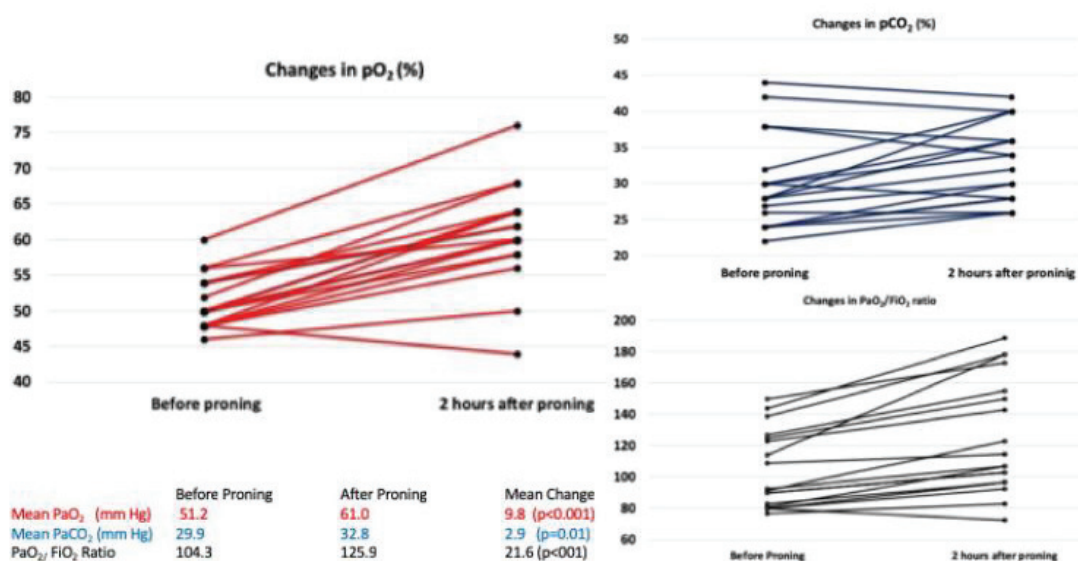 Changes in pO₂ (%)
80
75
70
65
60
55
50
45
40
Before proning
2 hours after proning
Changes in pCO₂ (%)
50
45
40
35
30
25
20
Before proning
2 hours after proninig
Changes in PaO₂/FiO₂ ratio
200
180
160
140
120
100
80
60
Before Proning
2 hours after proning
Before Proning After Proning Mean Change
Mean PaO₂ (mm Hg) 51.2 61.0 9.8 (p<0.001)
Mean PaCO₂ (mm Hg) 29.9 32.8 2.9 (p=0.01)
PaO₂/ FiO₂ Ratio 104.3 125.9 21.6 (p<001)